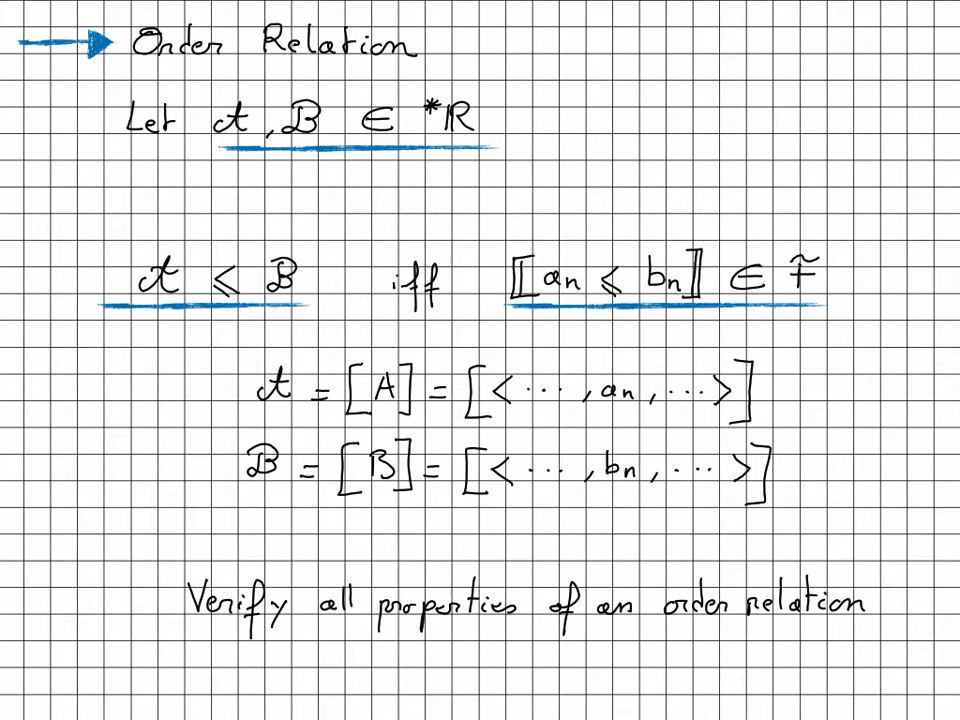 Order Relation
Let 𝒜, ℬ ∈ *ℝ
𝒜 ⩽ ℬ iff ⟦aₙ ⩽ bₙ⟧ ∈ F̃
𝒜 = [A] = [< ⋯ , aₙ , ⋯ >]
ℬ = [B] = [< ⋯ , bₙ , ⋯ >]
Verify all properties of an order relation